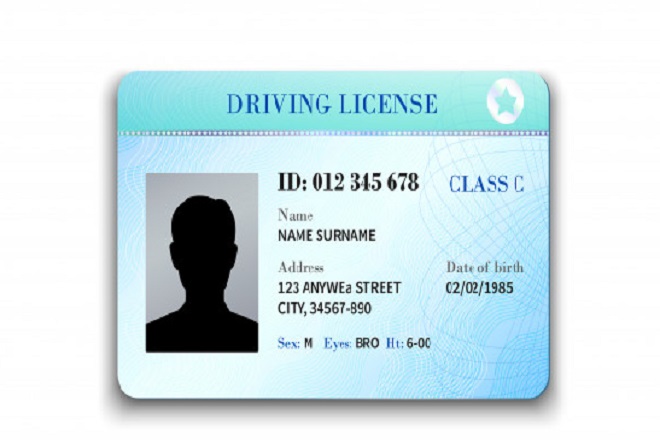 DRIVING LICENSE
ID: 012 345 678 CLASS C
Name
NAME SURNAME
Address Date of birth
123 ANYWEa STREET 02/02/1985
CITY, 34567-890
Sex: M Eyes: BRO Ht: 6-00